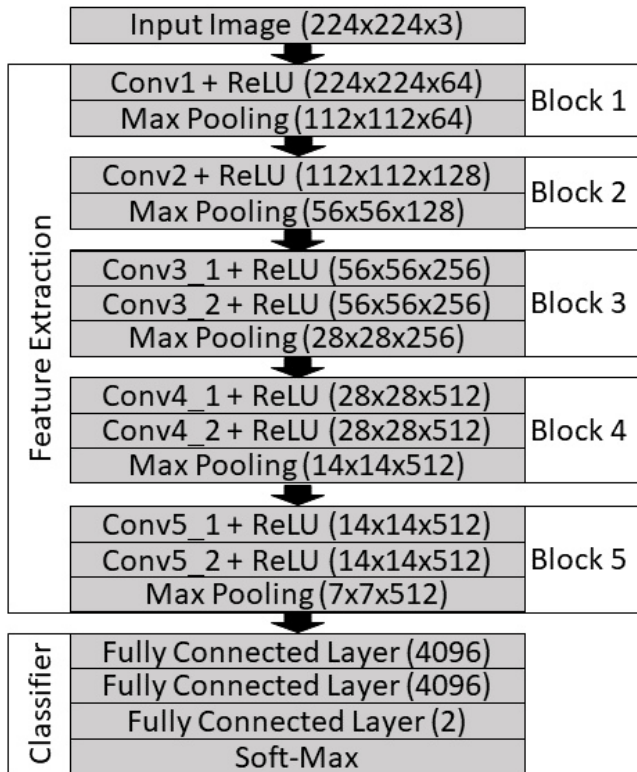 Input Image (224x224x3)
Feature Extraction
Conv1 + ReLU (224x224x64)
Max Pooling (112x112x64)
Block 1
Conv2 + ReLU (112x112x128)
Max Pooling (56x56x128)
Block 2
Conv3_1 + ReLU (56x56x256)
Conv3_2 + ReLU (56x56x256)
Max Pooling (28x28x256)
Block 3
Conv4_1 + ReLU (28x28x512)
Conv4_2 + ReLU (28x28x512)
Max Pooling (14x14x512)
Block 4
Conv5_1 + ReLU (14x14x512)
Conv5_2 + ReLU (14x14x512)
Max Pooling (7x7x512)
Block 5
Classifier
Fully Connected Layer (4096)
Fully Connected Layer (4096)
Fully Connected Layer (2)
Soft-Max